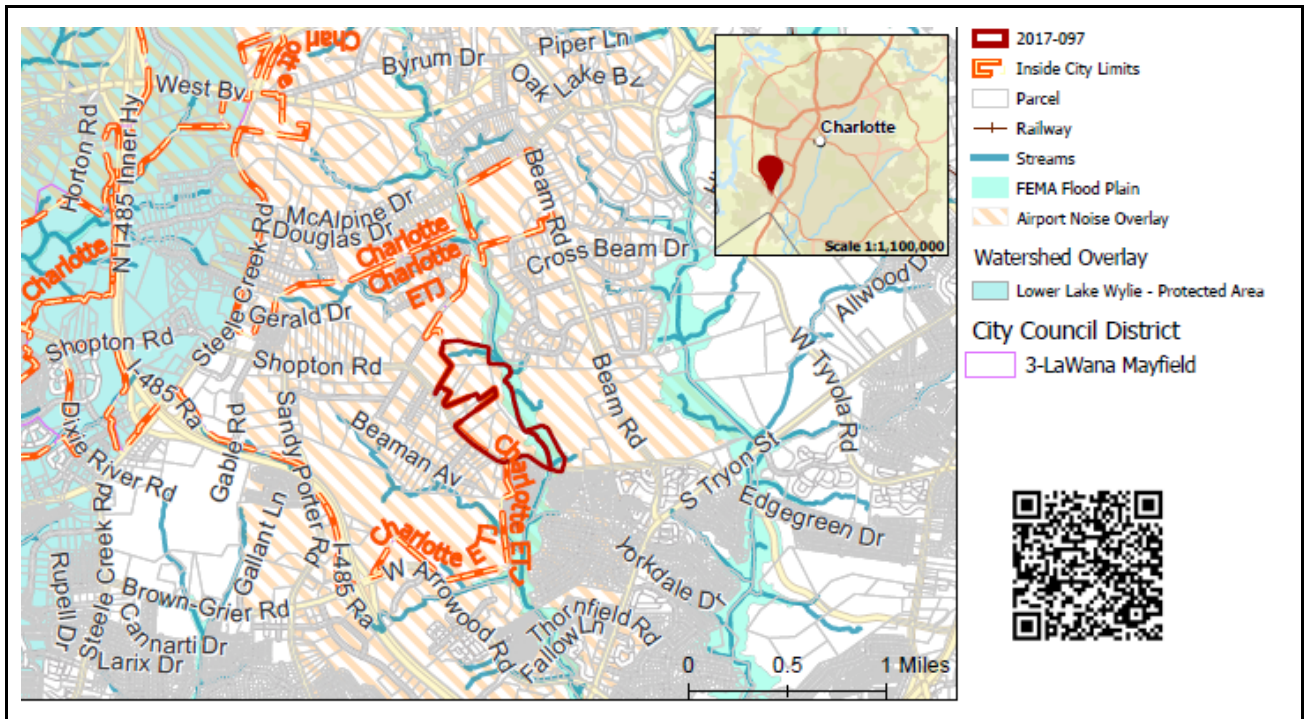 Charlotte
Piper Ln
Byrum Dr
Oak Lake Bv
West Bv
Horton Rd
N I-485 Inner Hy
Beam Rd
McAlpine Dr
Douglas Dr
Charlotte
Charlotte
ETJ
Cross Beam Dr
Charlotte
Steele Creek Rd
Gerald Dr
Shopton Rd
Shopton Rd
I-485 Ra
Allwood Dr
W Tyvola Rd
Beam Rd
Dixie River Rd
Gable Rd
Sandy Porter Rd
Beaman Av
Charlotte ETJ
S Tryon St
Edgegreen Dr
Gallant Ln
Charlotte ETJ
I-485 Ra
W Arrowood Rd
Yorkdale Dr
Steele Creek Rd
Rupell Dr
Brown-Grier Rd
Cannarti Dr
Larix Dr
Thornfield Rd
Fallow Ln
0 0.5 1 Miles
Charlotte
Scale 1:1,100,000
2017-097
Inside City Limits
Parcel
Railway
Streams
FEMA Flood Plain
Airport Noise Overlay
Watershed Overlay
Lower Lake Wylie - Protected Area
City Council District
3-LaWana Mayfield